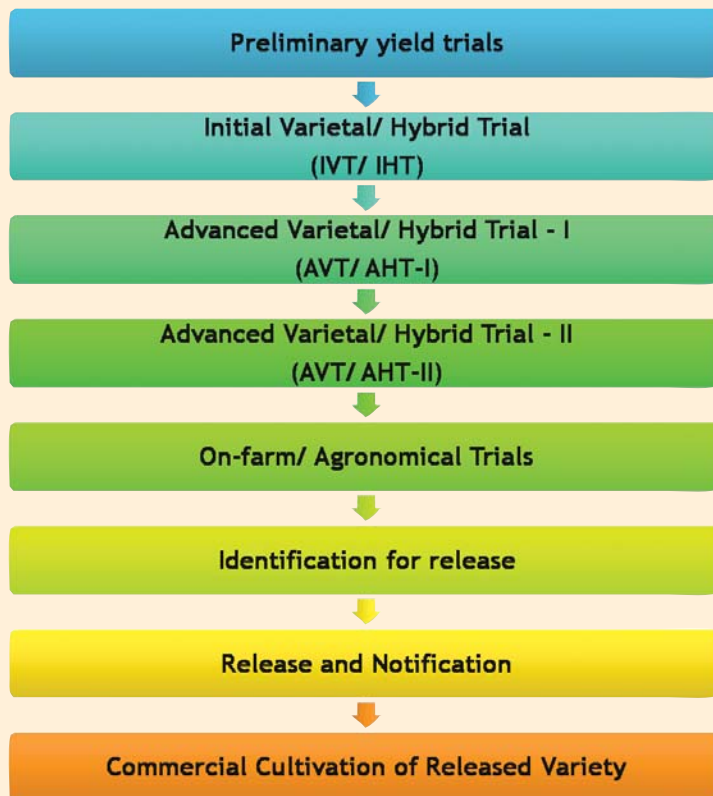 Preliminary yield trials
Initial Varietal/ Hybrid Trial
(IVT/ IHT)
Advanced Varietal/ Hybrid Trial - I
(AVT/ AHT-I)
Advanced Varietal/ Hybrid Trial - II
(AVT/ AHT-II)
On-farm/ Agronomical Trials
Identification for release
Release and Notification
Commercial Cultivation of Released Variety